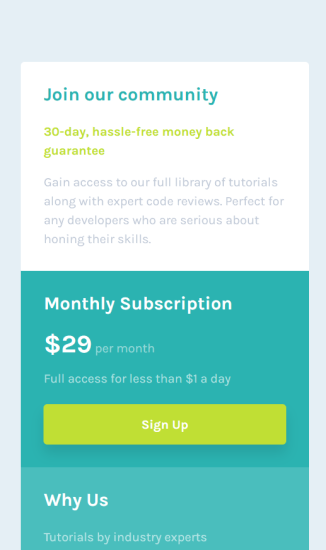 Join our community
30-day, hassle-free money back
guarantee
Gain access to our full library of tutorials
along with expert code reviews. Perfect for
any developers who are serious about
honing their skills.
Monthly Subscription
$29 per month
Full access for less than $1 a day
Sign Up
Why Us
Tutorials by industry experts